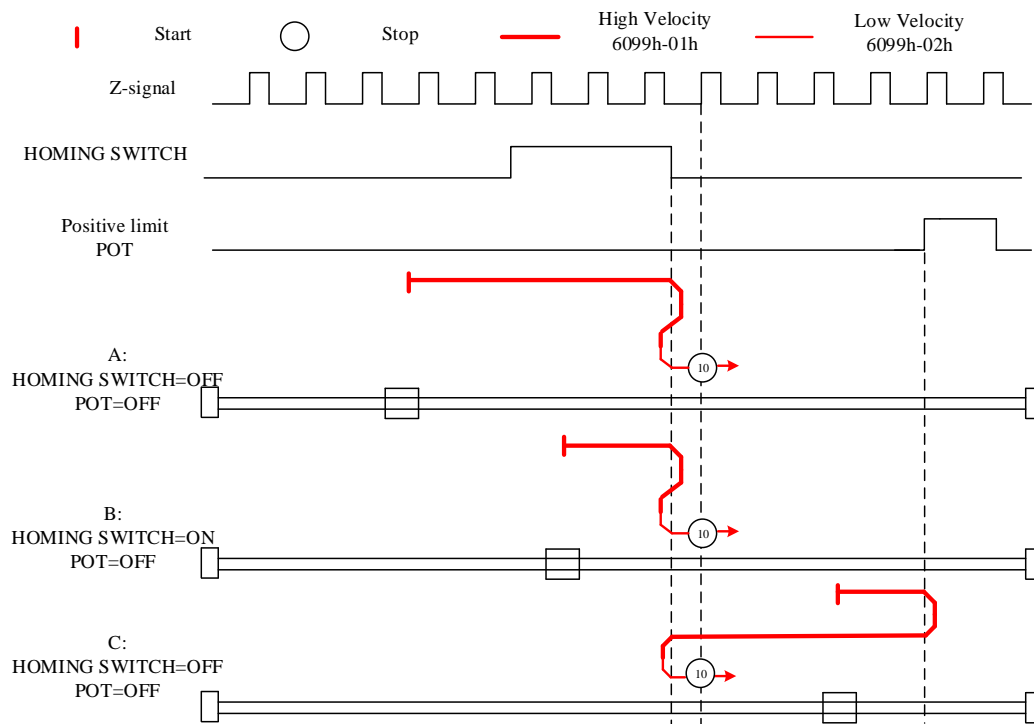 Start
Stop
High Velocity
6099h-01h
Low Velocity
6099h-02h
Z-signal
HOMING SWITCH
Positive limit
POT
A:
HOMING SWITCH=OFF
POT=OFF
10
B:
HOMING SWITCH=ON
POT=OFF
10
C:
HOMING SWITCH=OFF
POT=OFF
10